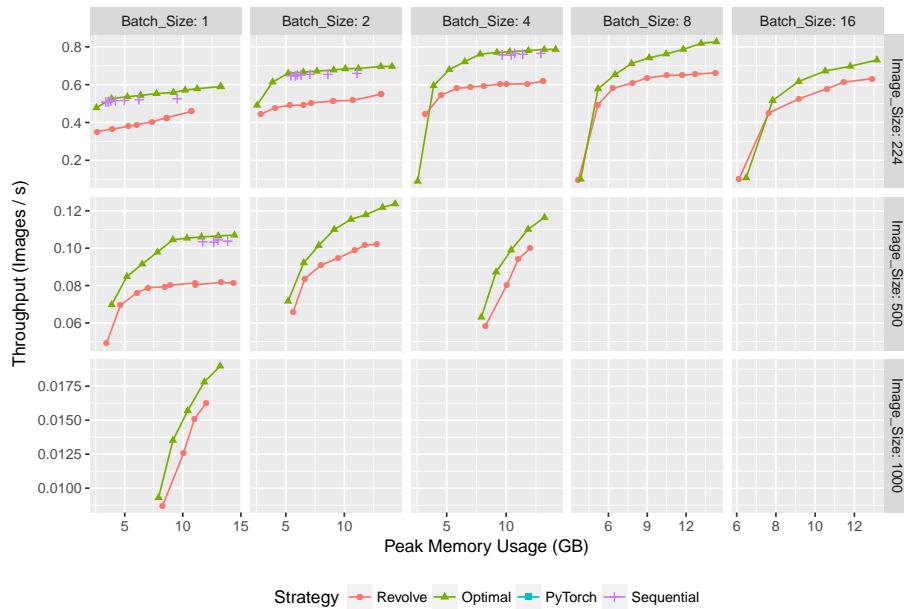 Batch_Size: 1 Batch_Size: 2 Batch_Size: 4 Batch_Size: 8 Batch_Size: 16
0.8
0.6
0.4
0.2
Image_Size: 224
0.12
0.10
0.08
0.06
Image_Size: 500
0.0175
0.0150
0.0125
0.0100
Image_Size: 1000
Throughput (Images / s)
5 10 15 5 10 5 10 6 9 12 6 8 10 12
Peak Memory Usage (GB)
Strategy Revolve Optimal PyTorch Sequential